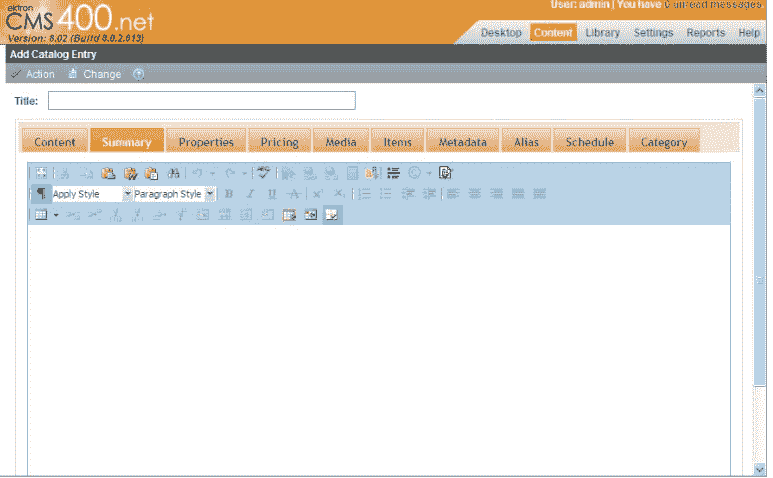 ektron
CMS400.net
Version: 8.02 (Build 8.0.2.013)
User: admin | You have 0 unread messages
Desktop Content Library Settings Reports Help
Add Catalog Entry
Action Change
Title:
Content Summary Properties Pricing Media Items Metadata Alias Schedule Category
Apply Style Paragraph Style B I U A x² x₂